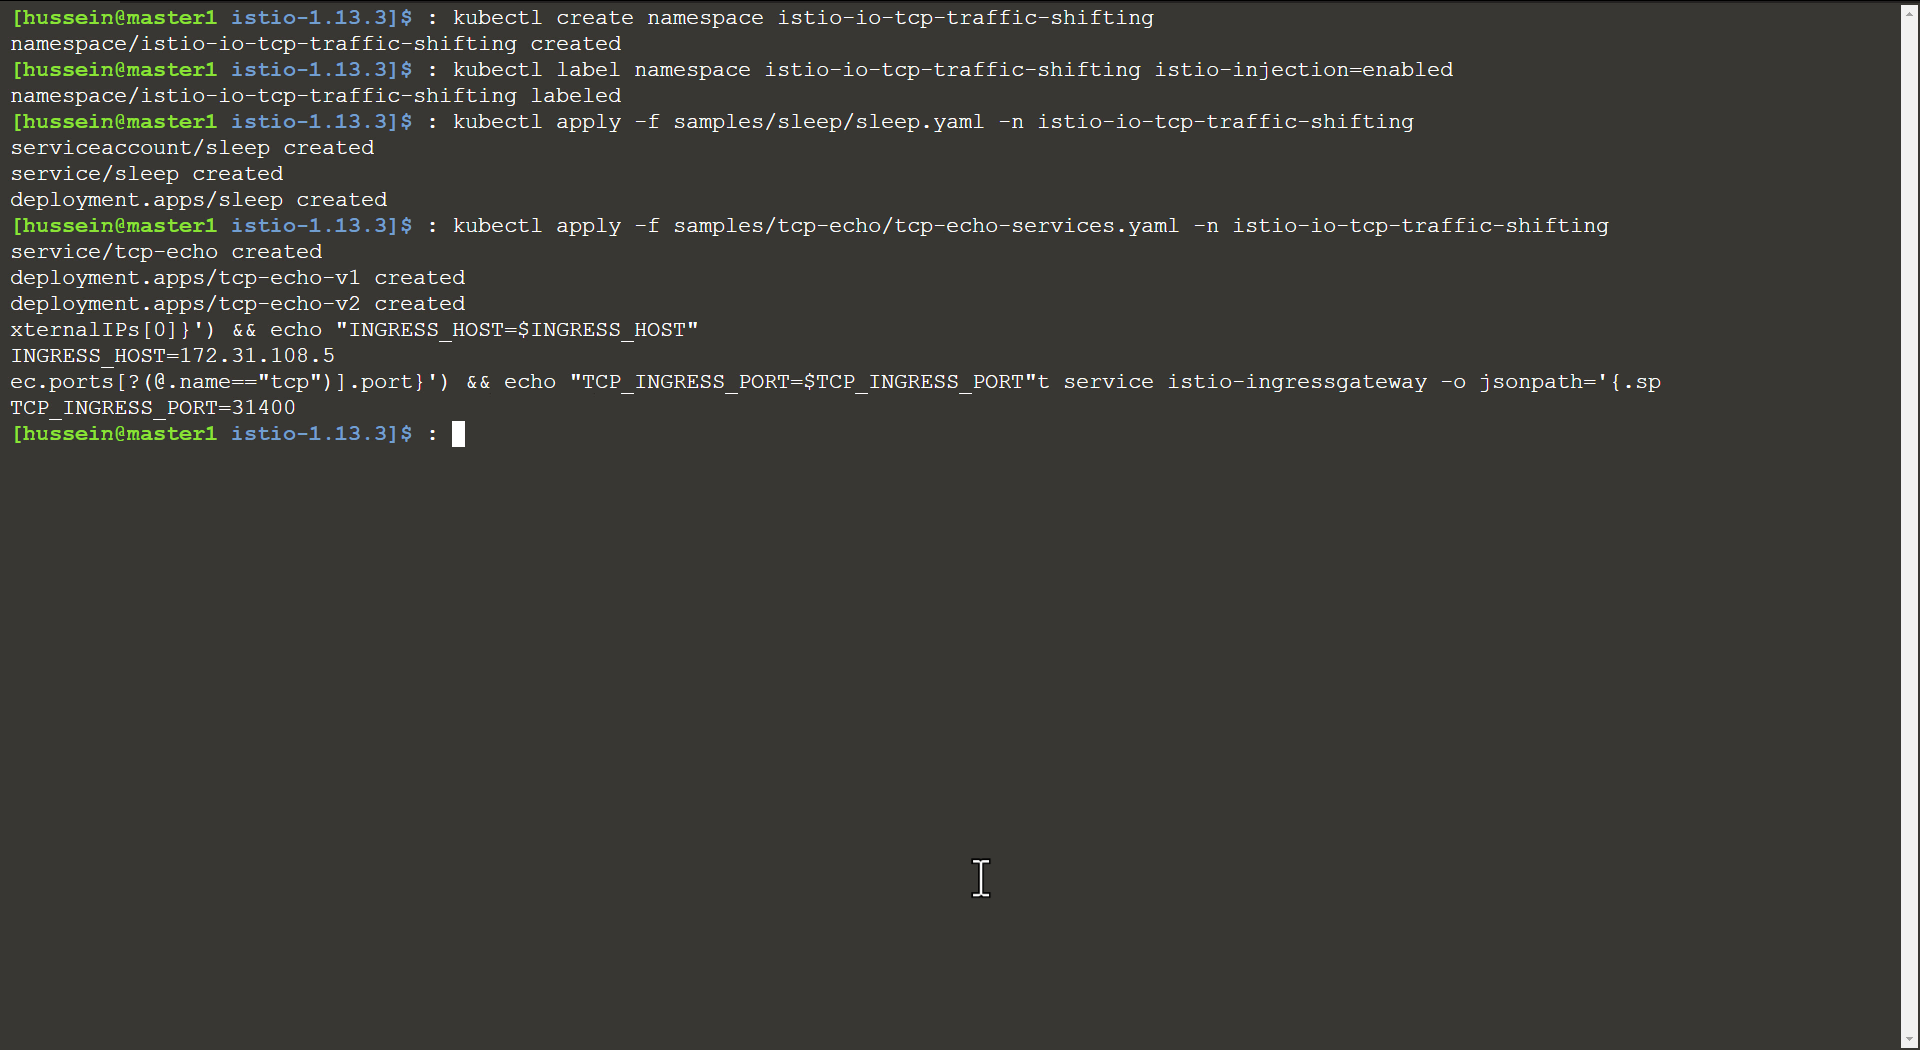 [hussein@master1 istio-1.13.3]$ : kubectl create namespace istio-io-tcp-traffic-shifting
namespace/istio-io-tcp-traffic-shifting created
[hussein@master1 istio-1.13.3]$ : kubectl label namespace istio-io-tcp-traffic-shifting istio-injection=enabled
namespace/istio-io-tcp-traffic-shifting labeled
[hussein@master1 istio-1.13.3]$ : kubectl apply -f samples/sleep/sleep.yaml -n istio-io-tcp-traffic-shifting
serviceaccount/sleep created
service/sleep created
deployment.apps/sleep created
[hussein@master1 istio-1.13.3]$ : kubectl apply -f samples/tcp-echo/tcp-echo-services.yaml -n istio-io-tcp-traffic-shifting
service/tcp-echo created
deployment.apps/tcp-echo-v1 created
deployment.apps/tcp-echo-v2 created
xternalIPs[0]}') && echo "INGRESS_HOST=$INGRESS_HOST"
INGRESS_HOST=172.31.108.5
ec.ports[?(@.name=="tcp")].port}') && echo "TCP_INGRESS_PORT=$TCP_INGRESS_PORT"t service istio-ingressgateway -o jsonpath='{.sp
TCP_INGRESS_PORT=31400
[hussein@master1 istio-1.13.3]$ :